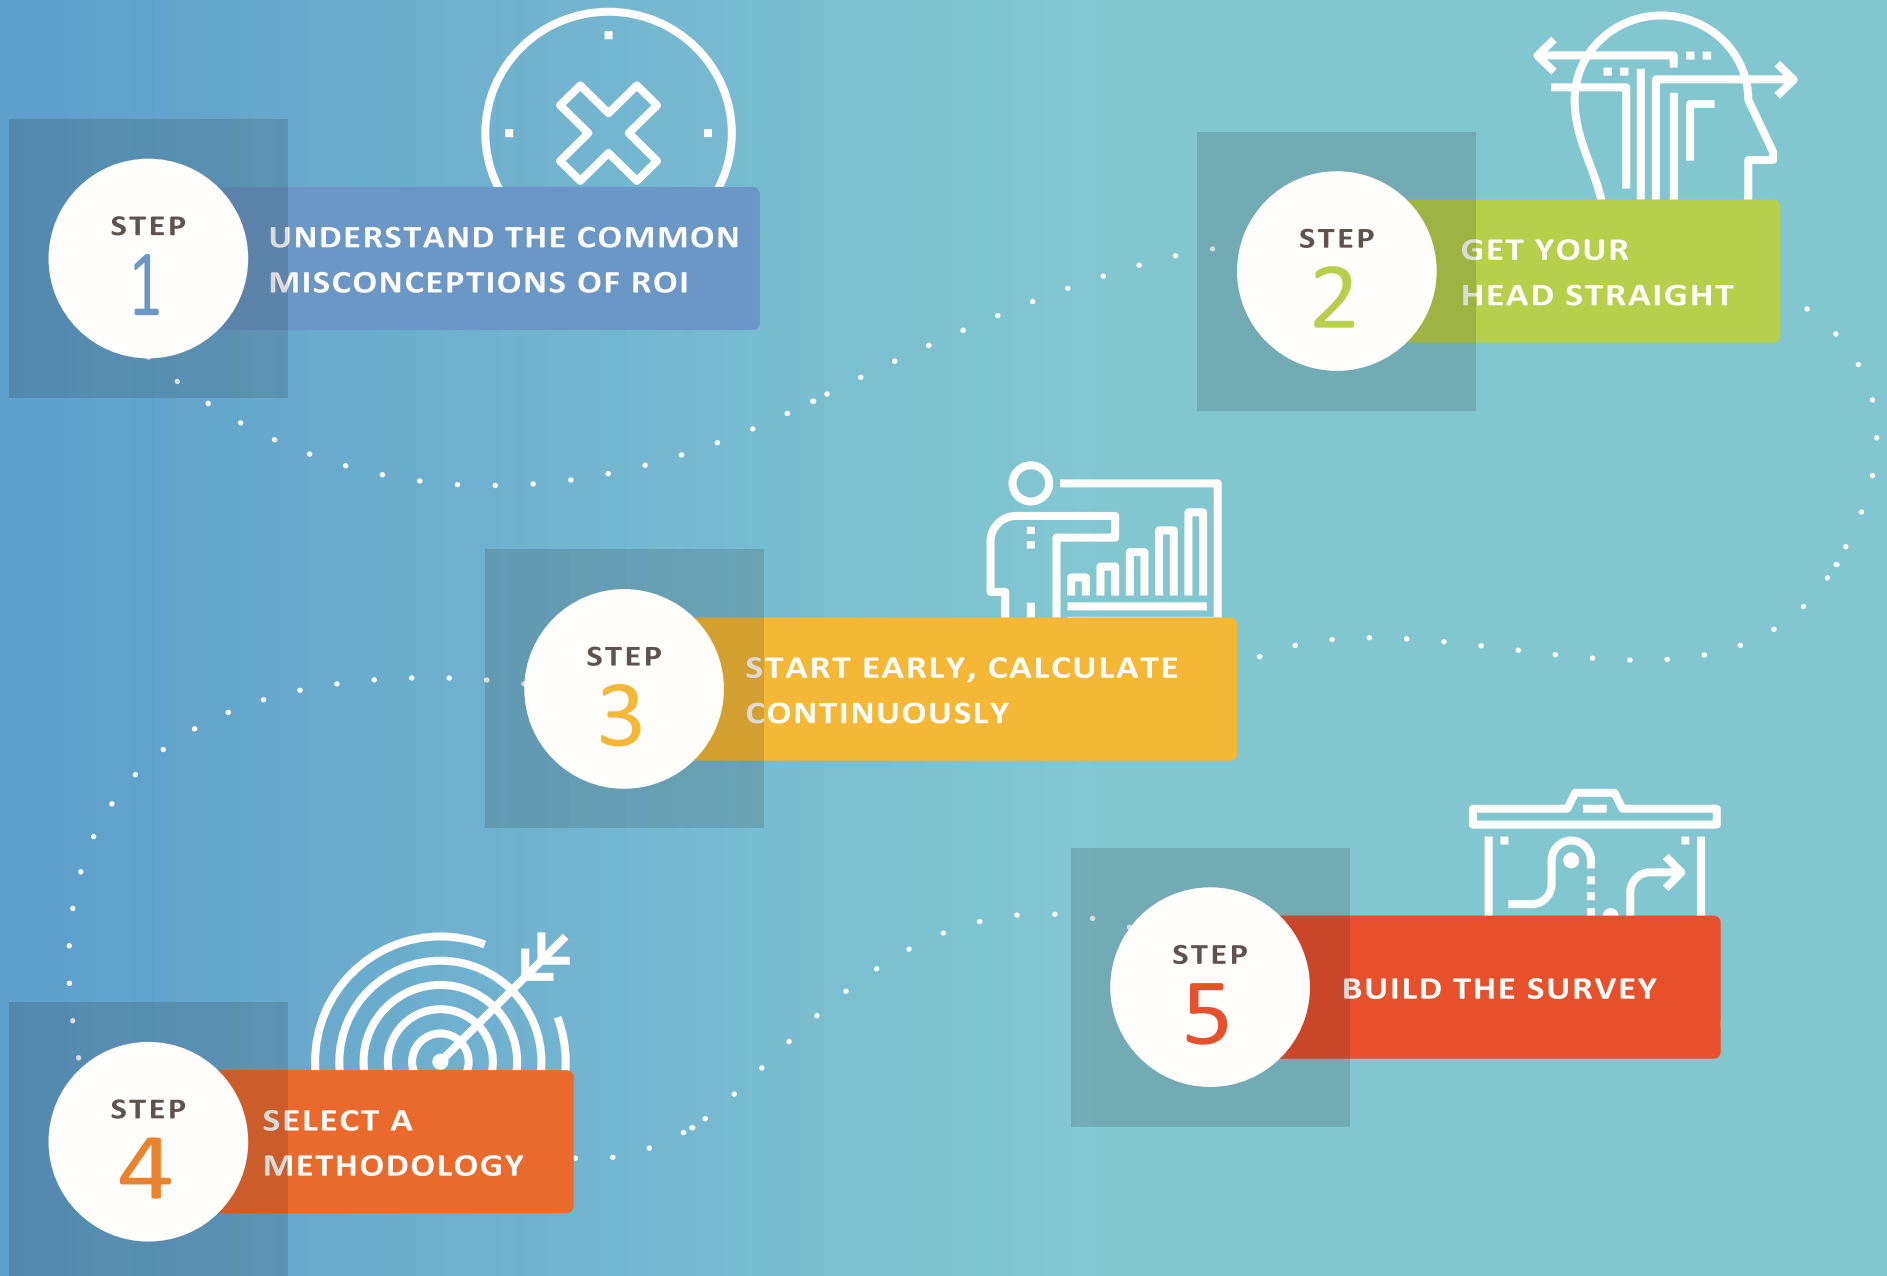 STEP
1
UNDERSTAND THE COMMON
MISCONCEPTIONS OF ROI
STEP
2
GET YOUR
HEAD STRAIGHT
STEP
3
START EARLY, CALCULATE
CONTINUOUSLY
STEP
4
SELECT A
METHODOLOGY
STEP
5
BUILD THE SURVEY